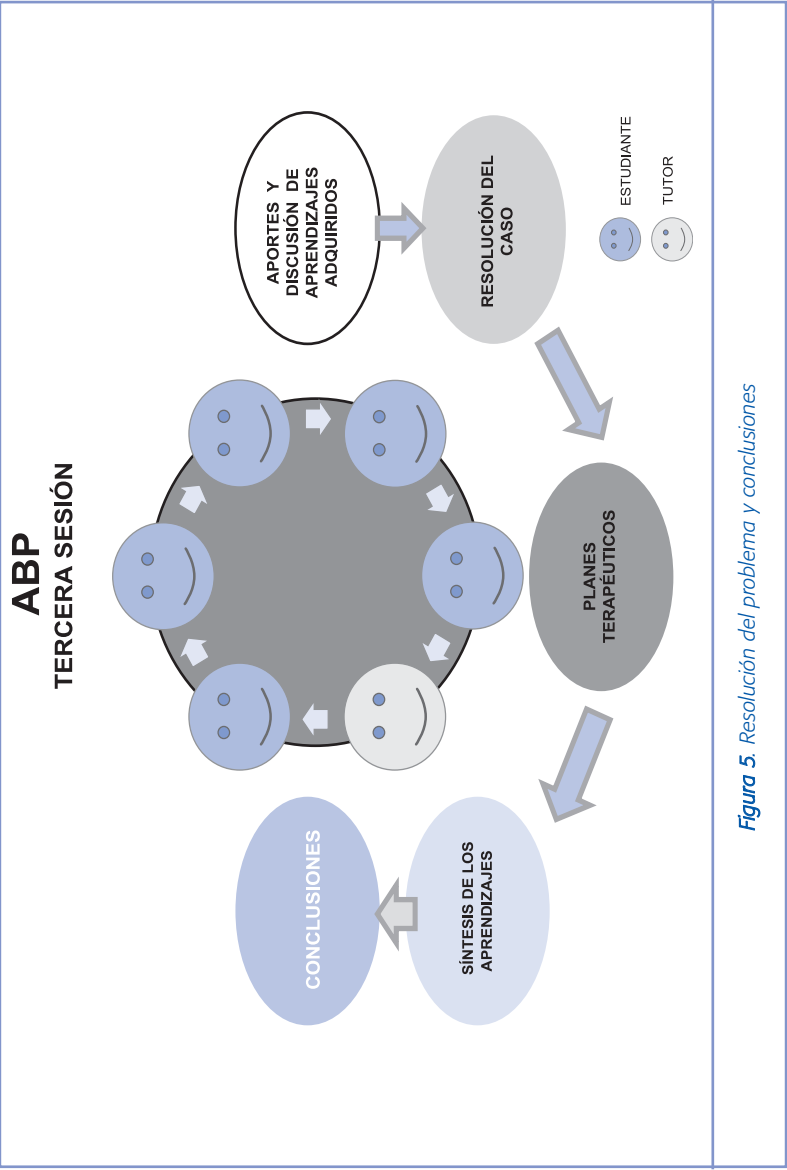 ABP
TERCERA SESIÓN
APORTES Y
DISCUSIÓN DE
APRENDIZAJES
ADQUIRIDOS
RESOLUCIÓN DEL
CASO
PLANES
TERAPÉUTICOS
SÍNTESIS DE LOS
APRENDIZAJES
CONCLUSIONES
ESTUDIANTE
TUTOR
Figura 5. Resolución del problema y conclusiones